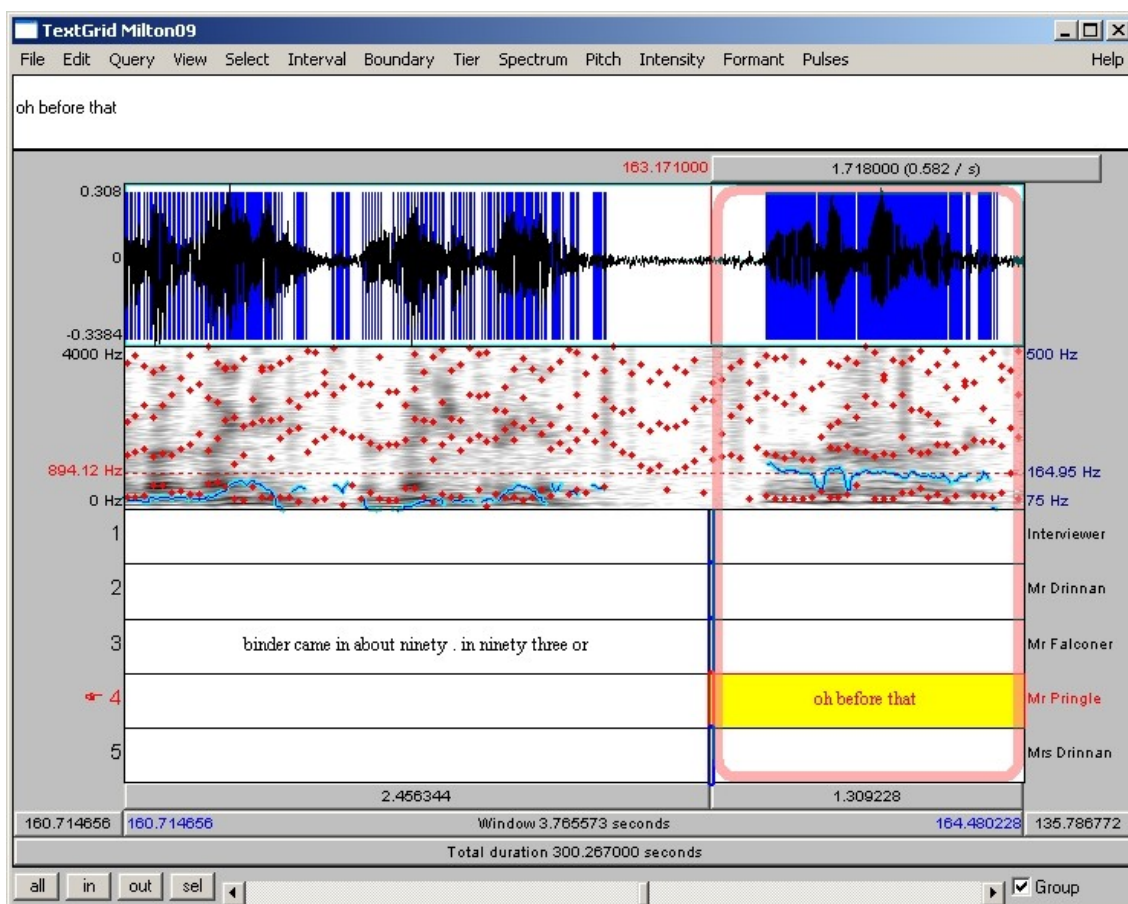 TextGrid Milton09
File Edit Query View Select Interval Boundary Tier Spectrum Pitch Intensity Formant Pulses Help
oh before that
163.171000 1.718000 (0.582 / s)
0.308
0
-0.3384
4000 Hz 500 Hz
894.12 Hz 164.95 Hz
0 Hz 75 Hz
1 Interviewer
2 Mr Drinnan
3 binder came in about ninety . in ninety three or Mr Falconer
4 oh before that Mr Pringle
5 Mrs Drinnan
2.456344 1.309228
160.714656 160.714656 Window 3.765573 seconds 164.480228 135.786772
Total duration 300.267000 seconds
all in out sel Group